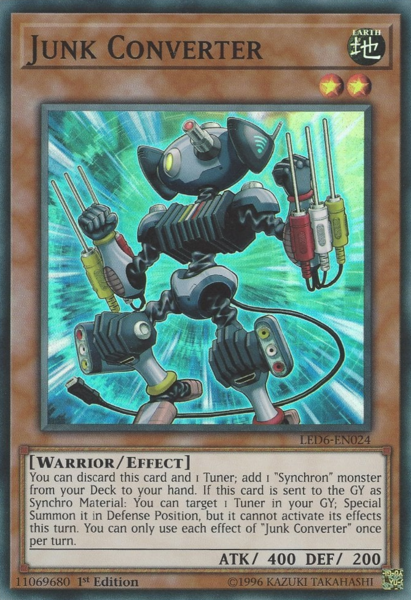 JUNK CONVERTER
EARTH
地
LED6-EN024
[WARRIOR/EFFECT]
You can discard this card and 1 Tuner; add 1 "Synchron" monster
from your Deck to your hand. If this card is sent to the GY as
Synchro Material: You can target 1 Tuner in your GY; Special
Summon it in Defense Position, but it cannot activate its effects
this turn. You can only use each effect of "Junk Converter" once
per turn.
ATK/ 400 DEF/ 200
11069680 1st Edition ©1996 KAZUKI TAKAHASHI